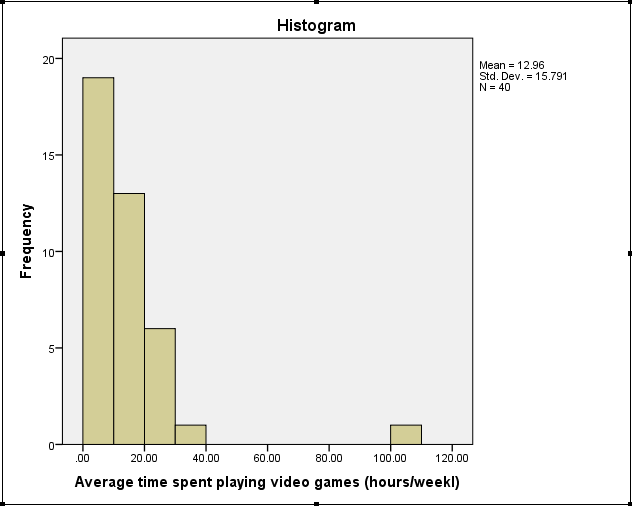 Histogram
Mean = 12.96
Std. Dev. = 15.791
N = 40
20
15
10
5
0
Frequency
.00 20.00 40.00 60.00 80.00 100.00 120.00
Average time spent playing video games (hours/weekl)